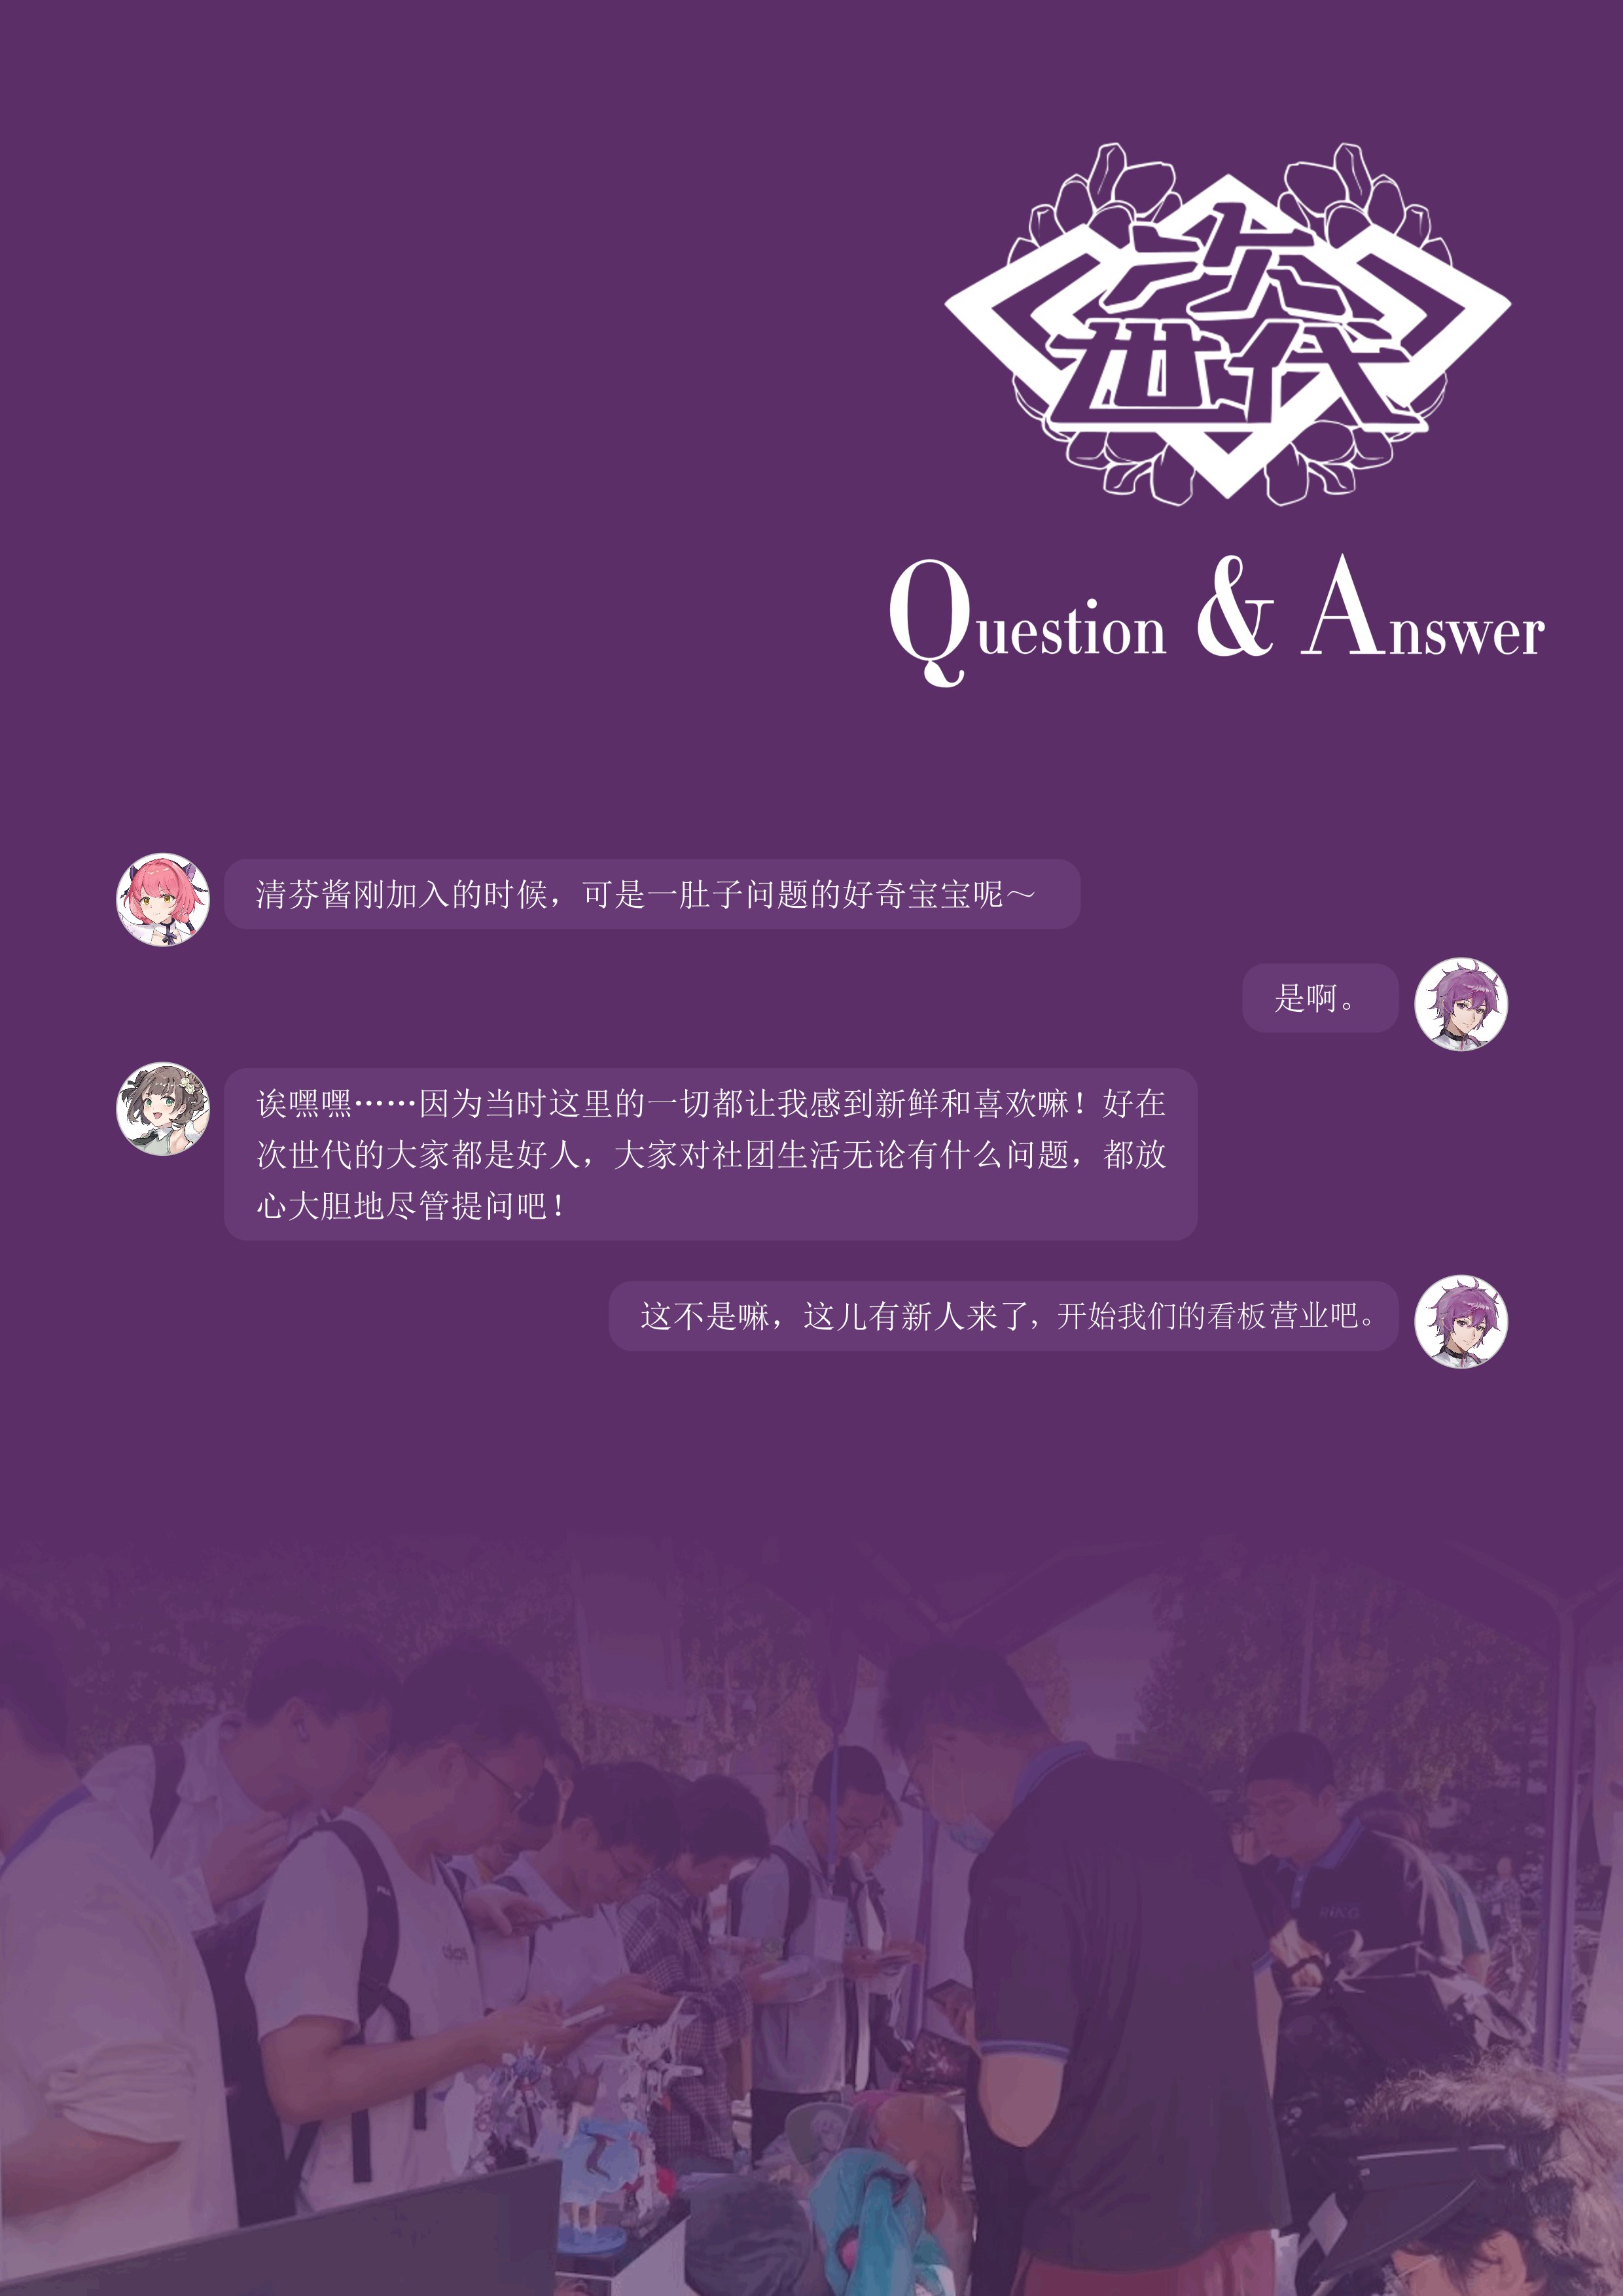 次世代
Question & Answer
清芬酱刚加入的时候，可是一肚子问题的好奇宝宝呢～
是啊。
诶嘿嘿……因为当时这里的一切都让我感到新鲜和喜欢嘛！好在
次世代的大家都是好人，大家对社团生活无论有什么问题，都放
心大胆地尽管提问吧！
这不是嘛，这儿有新人来了，开始我们的看板营业吧。